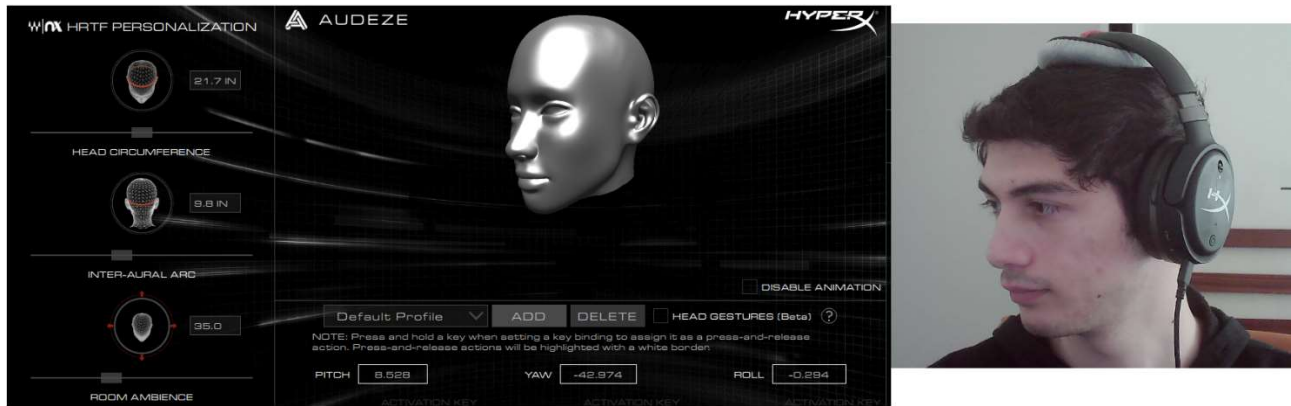 W|NX HRTF PERSONALIZATION
21.7 IN
HEAD CIRCUMFERENCE
9.8 IN
INTER-AURAL ARC
35.0
ROOM AMBIENCE
AUDEZE
HYPERX
DISABLE ANIMATION
Default Profile
ADD
DELETE
HEAD GESTURES (Beta) ?
NOTE: Press and hold a key when setting a key binding to assign it as a press-and-release
action. Press-and-release actions will be highlighted with a white border.
PITCH 8.528 YAW -42.974 ROLL -0.294
ACTIVATION KEY ACTIVATION KEY ACTIVATION KEY